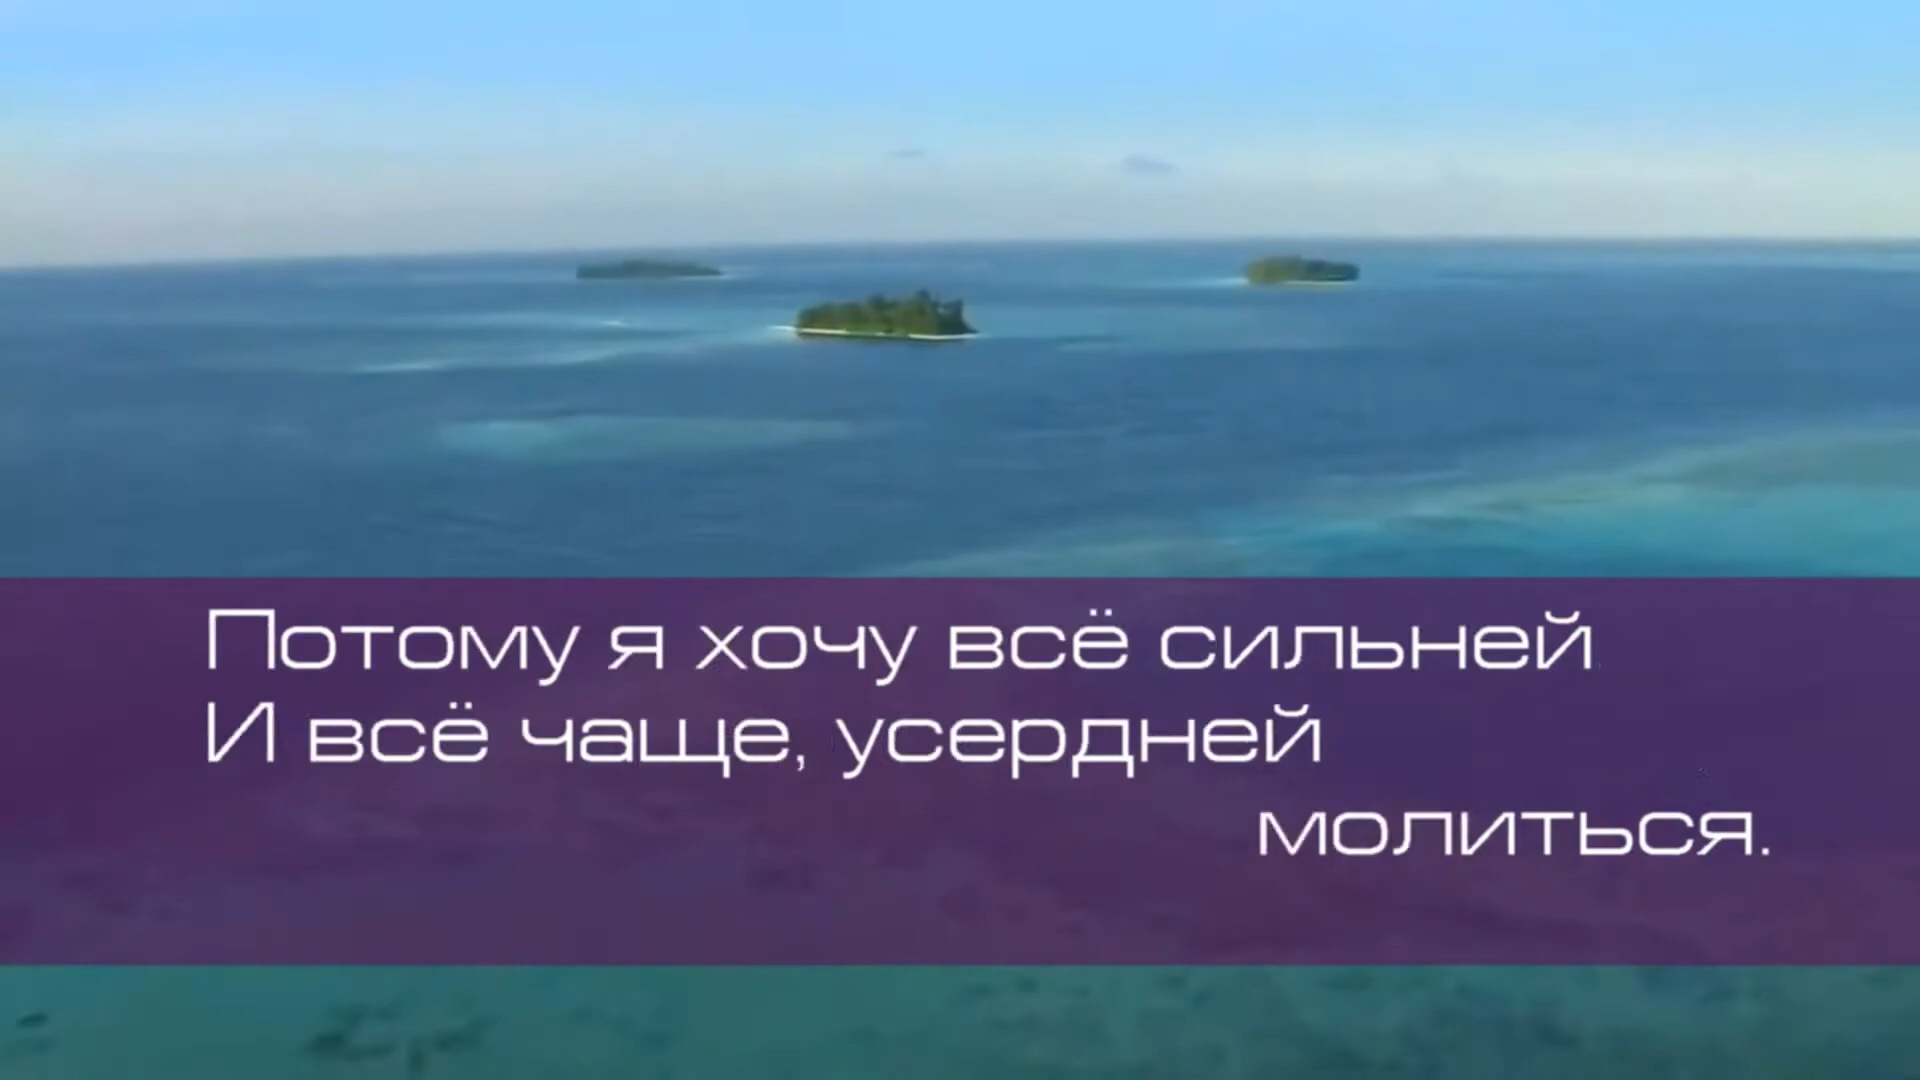 Потому я хочу всё сильней
И всё чаще, усердней
молиться.